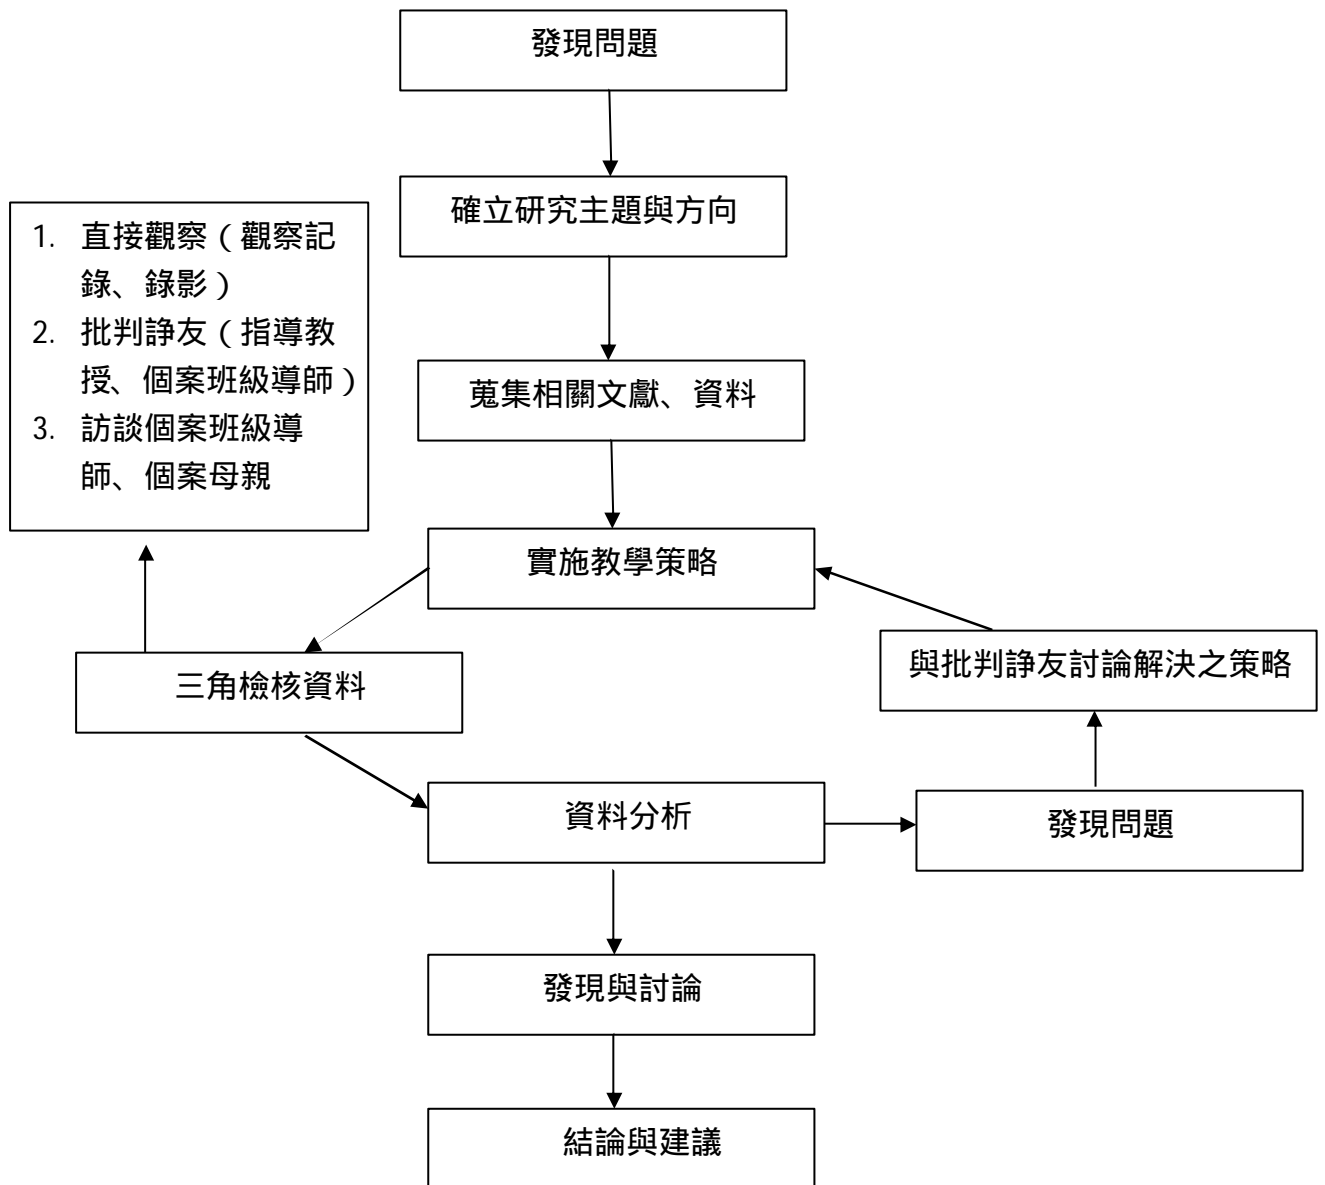 發現問題
確立研究主題與方向
1. 直接觀察（觀察記
錄、錄影）
2. 批判諍友（指導教
授、個案班級導師）
3. 訪談個案班級導
師、個案母親
蒐集相關文獻、資料
實施教學策略
三角檢核資料
與批判諍友討論解決之策略
資料分析
發現問題
發現與討論
結論與建議